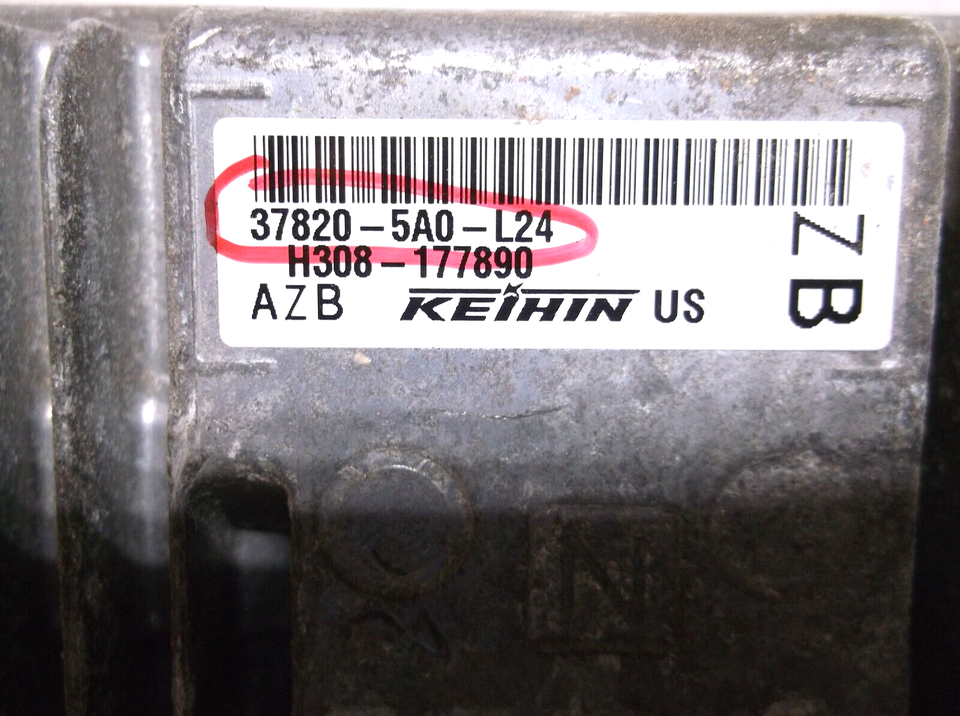 37820-5A0-L24
H308-177890
AZB KEIHIN US
ZB
N